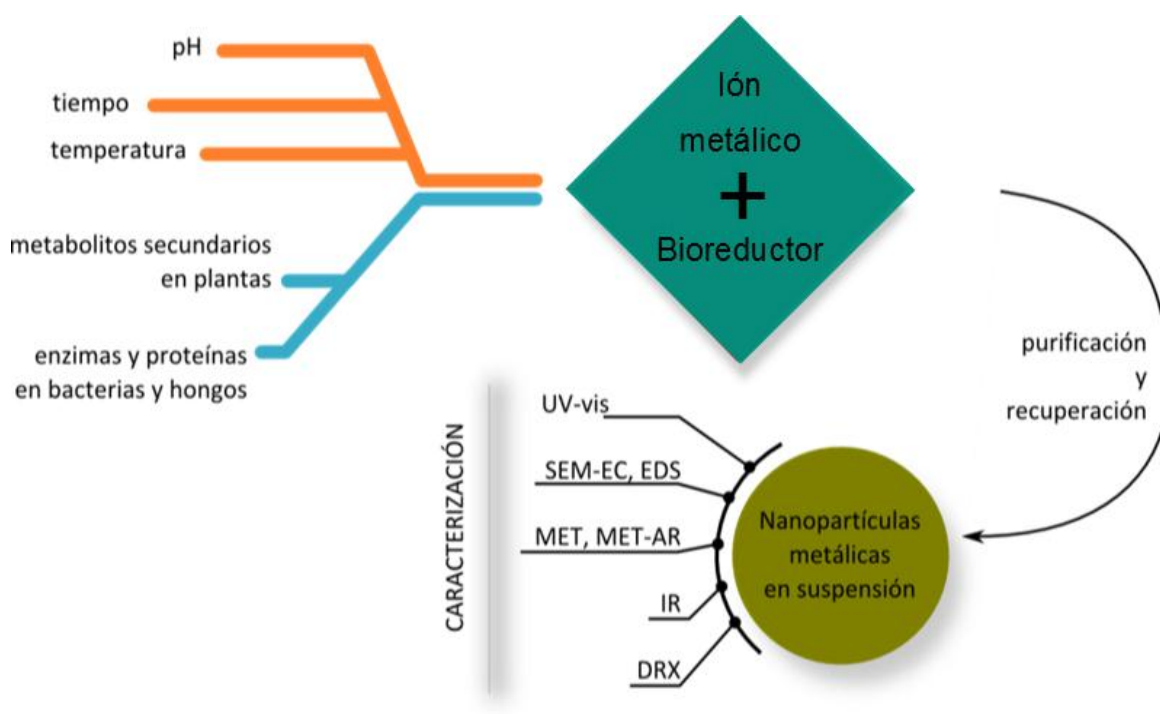 pH
tiempo
temperatura
metabolitos secundarios
en plantas
enzimas y proteínas
en bacterias y hongos
Ión
metálico
+
Bioreductor
purificación
y
recuperación
CARACTERIZACIÓN
UV-vis
SEM-EC, EDS
MET, MET-AR
IR
DRX
Nanopartículas
metálicas
en suspensión